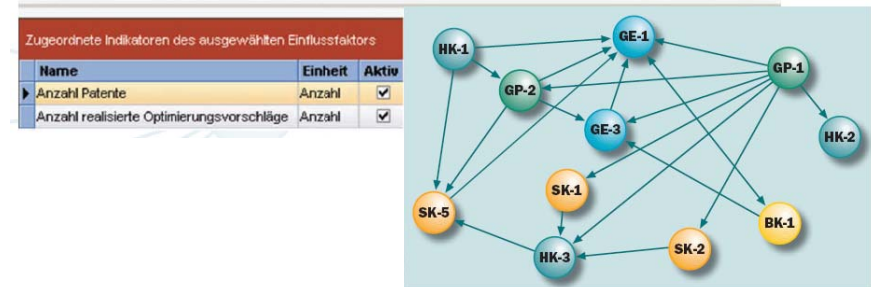 Zugeordnete Indikatoren des ausgewählten Einflussfaktors
Name Einheit Aktiv
Anzahl Patente Anzahl
Anzahl realisierte Optimierungsvorschläge Anzahl
HK-1
GE-1
GP-1
GP-2
GE-3
HK-2
SK-1
SK-5
BK-1
SK-2
HK-3